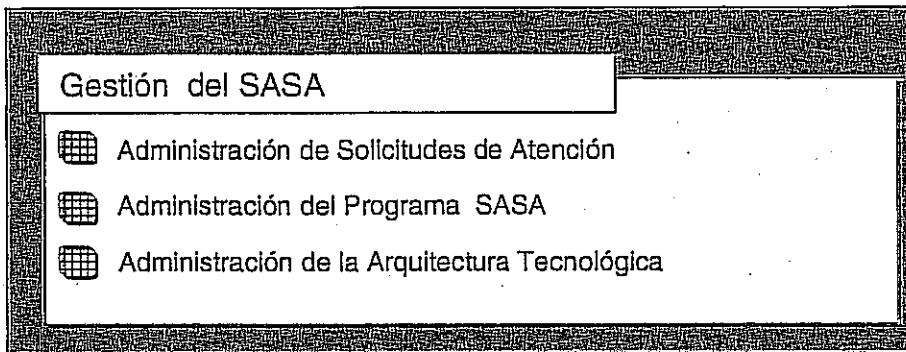 Gestión del SASA
Administración de Solicitudes de Atención
Administración del Programa SASA
Administración de la Arquitectura Tecnológica